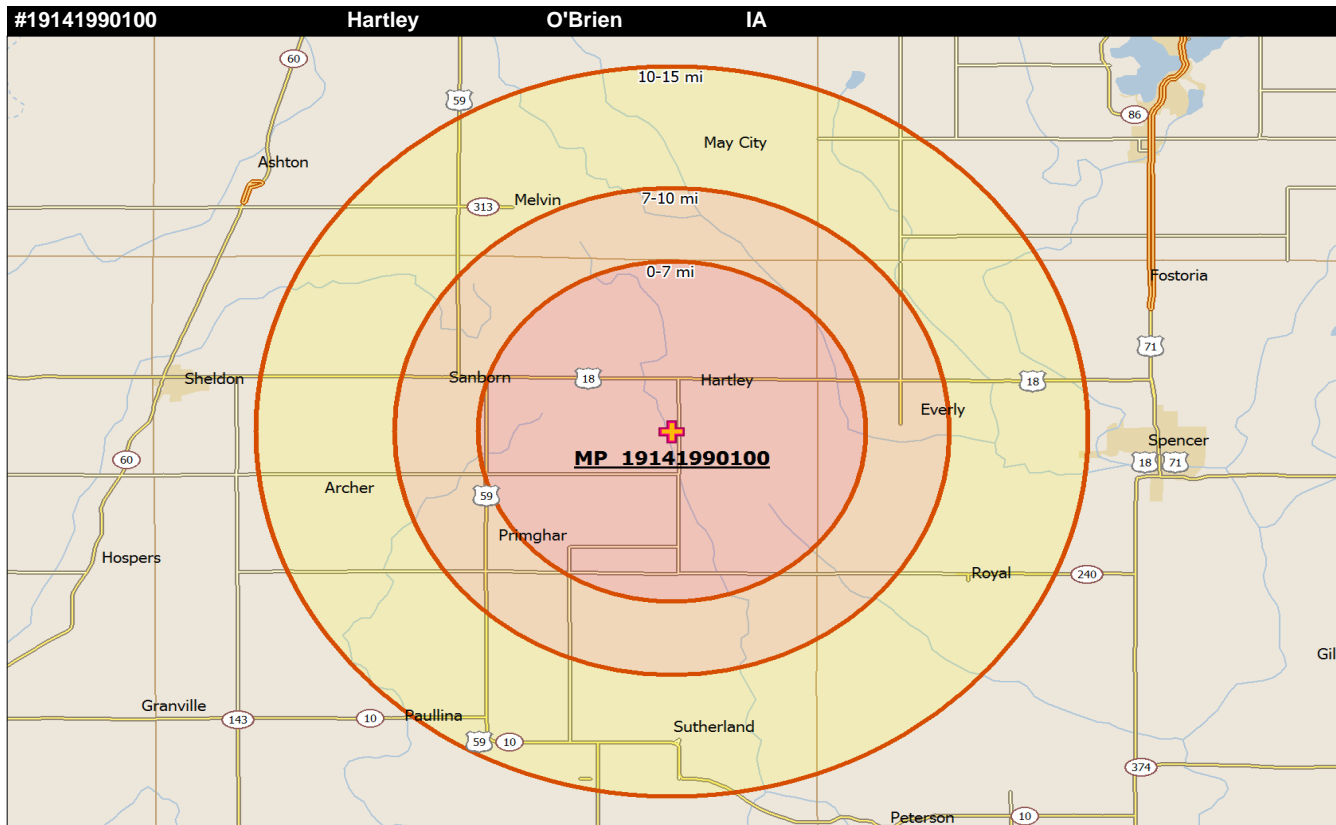 #19141990100 Hartley O'Brien IA
10-15 mi
60
59
86
May City
Ashton
7-10 mi
Melvin
313
0-7 mi
Fostoria
71
Sheldon
Sanborn
18
Hartley
18
Everly
MP 19141990100
Spencer
60
18
71
Archer
59
Primghar
Hospers
Royal
240
Gil
Granville
143
10
Paullina
Sutherland
59
10
374
Peterson
10